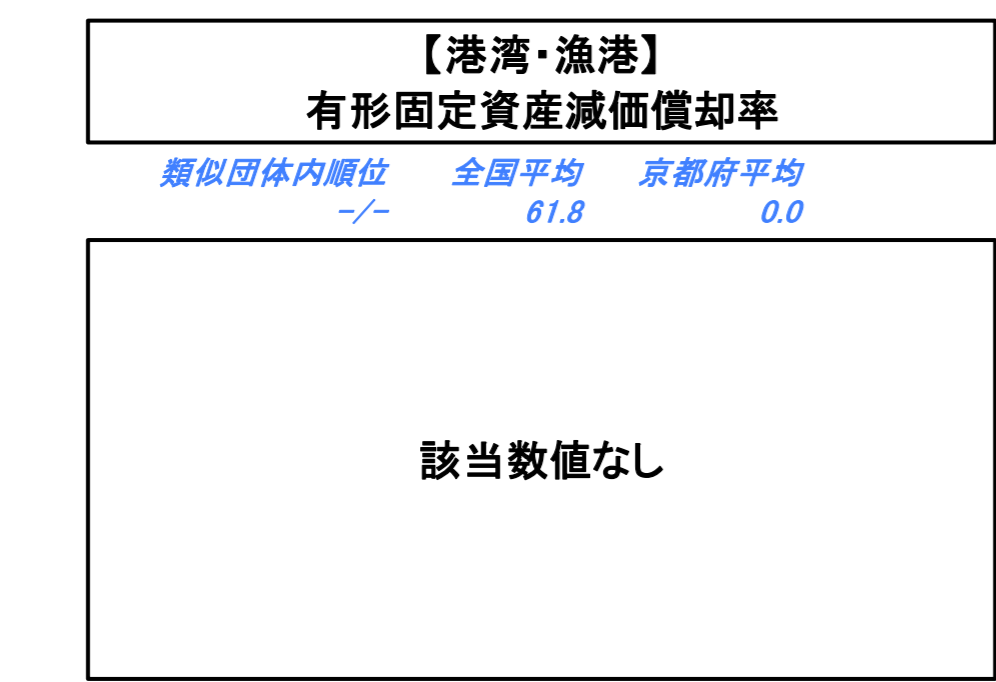 【港湾・漁港】
有形固定資産減価償却率
類似団体内順位 全国平均 京都府平均
-/- 61.8 0.0
該当数値なし